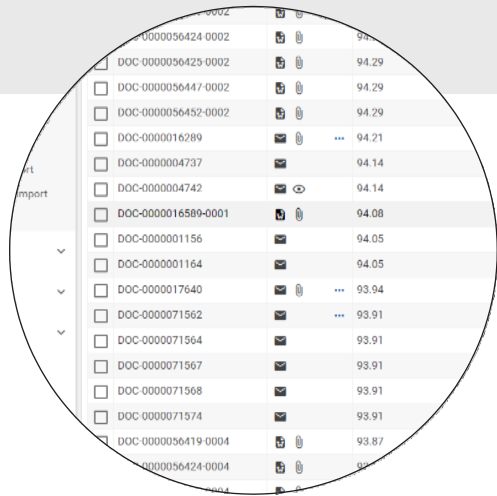 0002
DOC-0000056424-0002 94.
DOC-0000056425-0002 94.29
DOC-0000056447-0002 94.29
DOC-0000056452-0002 94.29
DOC-0000016289 94.21
DOC-0000004737 94.14
DOC-0000004742 94.14
mport
DOC-0000016589-0001 94.08
DOC-0000001156 94.05
DOC-0000001164 94.05
DOC-0000017640 93.94
DOC-0000071562 93.91
DOC-0000071564 93.91
DOC-0000071567 93.91
DOC-0000071568 93.91
DOC-0000071574 93.91
DOC-0000056419-0004 93.87
0000056424-0004